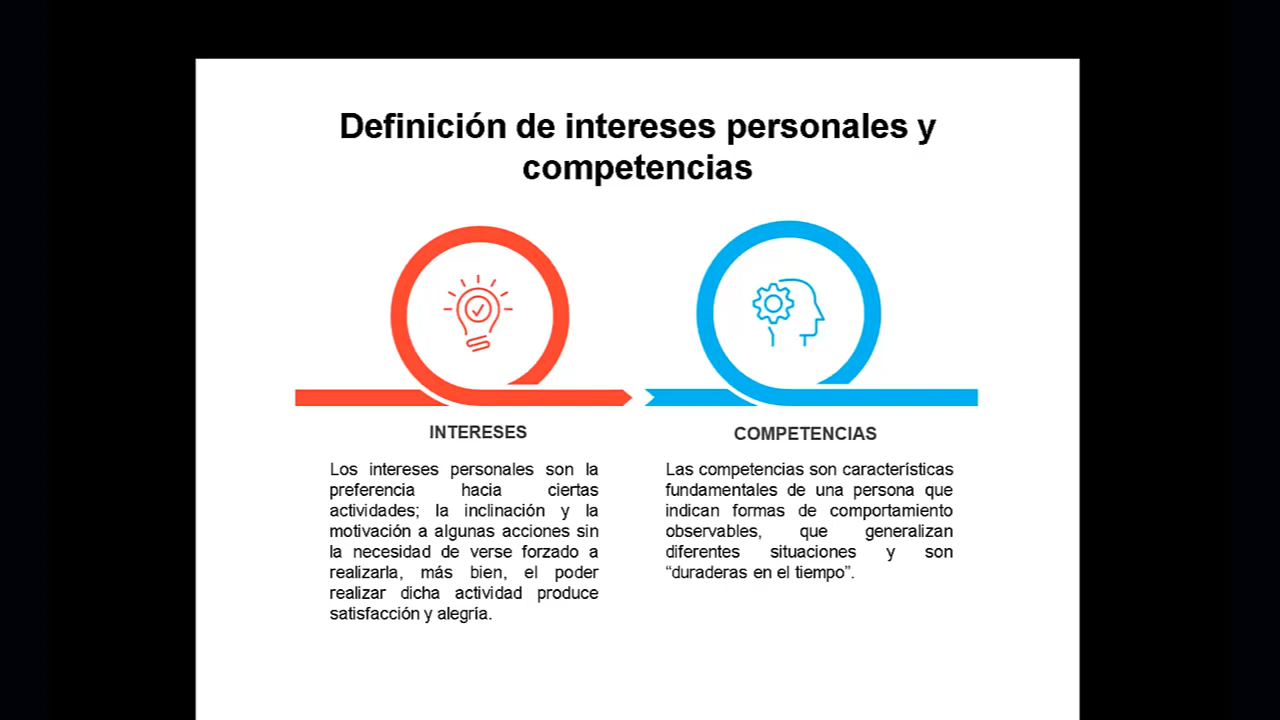 Definición de intereses personales y
competencias
INTERESES
Los intereses personales son la
preferencia hacia ciertas
actividades; la inclinación y la
motivación a algunas acciones sin
la necesidad de verse forzado a
realizarla, más bien, el poder
realizar dicha actividad produce
satisfacción y alegría.
COMPETENCIAS
Las competencias son características
fundamentales de una persona que
indican formas de comportamiento
observables, que generalizan
diferentes situaciones y son
“duraderas en el tiempo”.